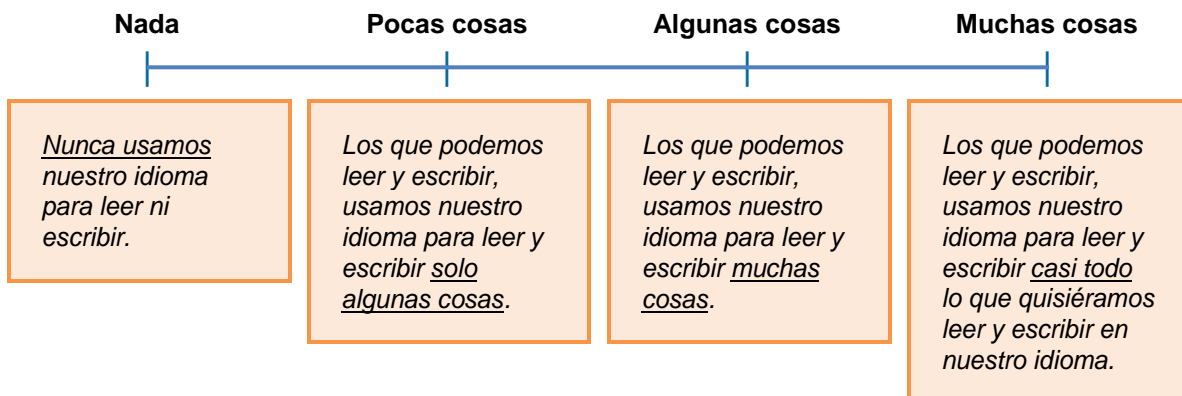 Nada Pocas cosas Algunas cosas Muchas cosas
Nunca usamos
nuestro idioma
para leer ni
escribir.
Los que podemos
leer y escribir,
usamos nuestro
idioma para leer y
escribir solo
algunas cosas.
Los que podemos
leer y escribir,
usamos nuestro
idioma para leer y
escribir muchas
cosas.
Los que podemos
leer y escribir,
usamos nuestro
idioma para leer y
escribir casi todo
lo que quisiéramos
leer y escribir en
nuestro idioma.